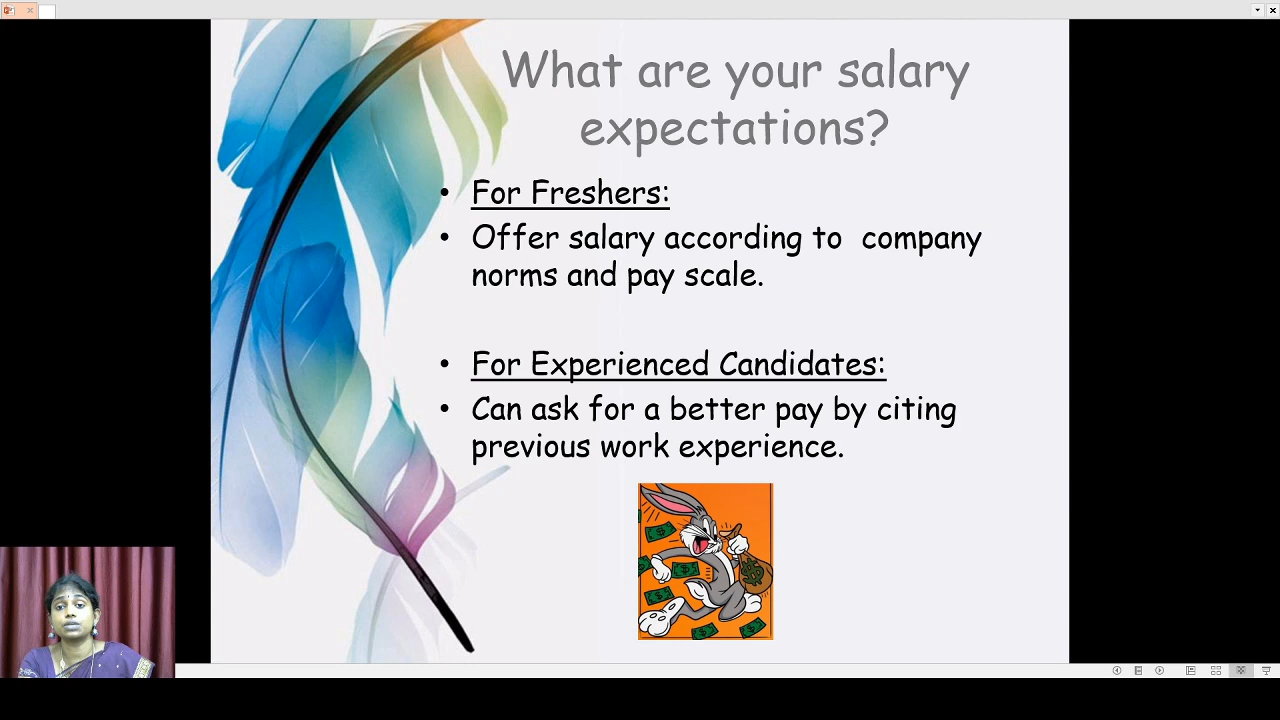 What are your salary
expectations?
• For Freshers:
• Offer salary according to  company
norms and pay scale.
• For Experienced Candidates:
• Can ask for a better pay by citing
previous work experience.